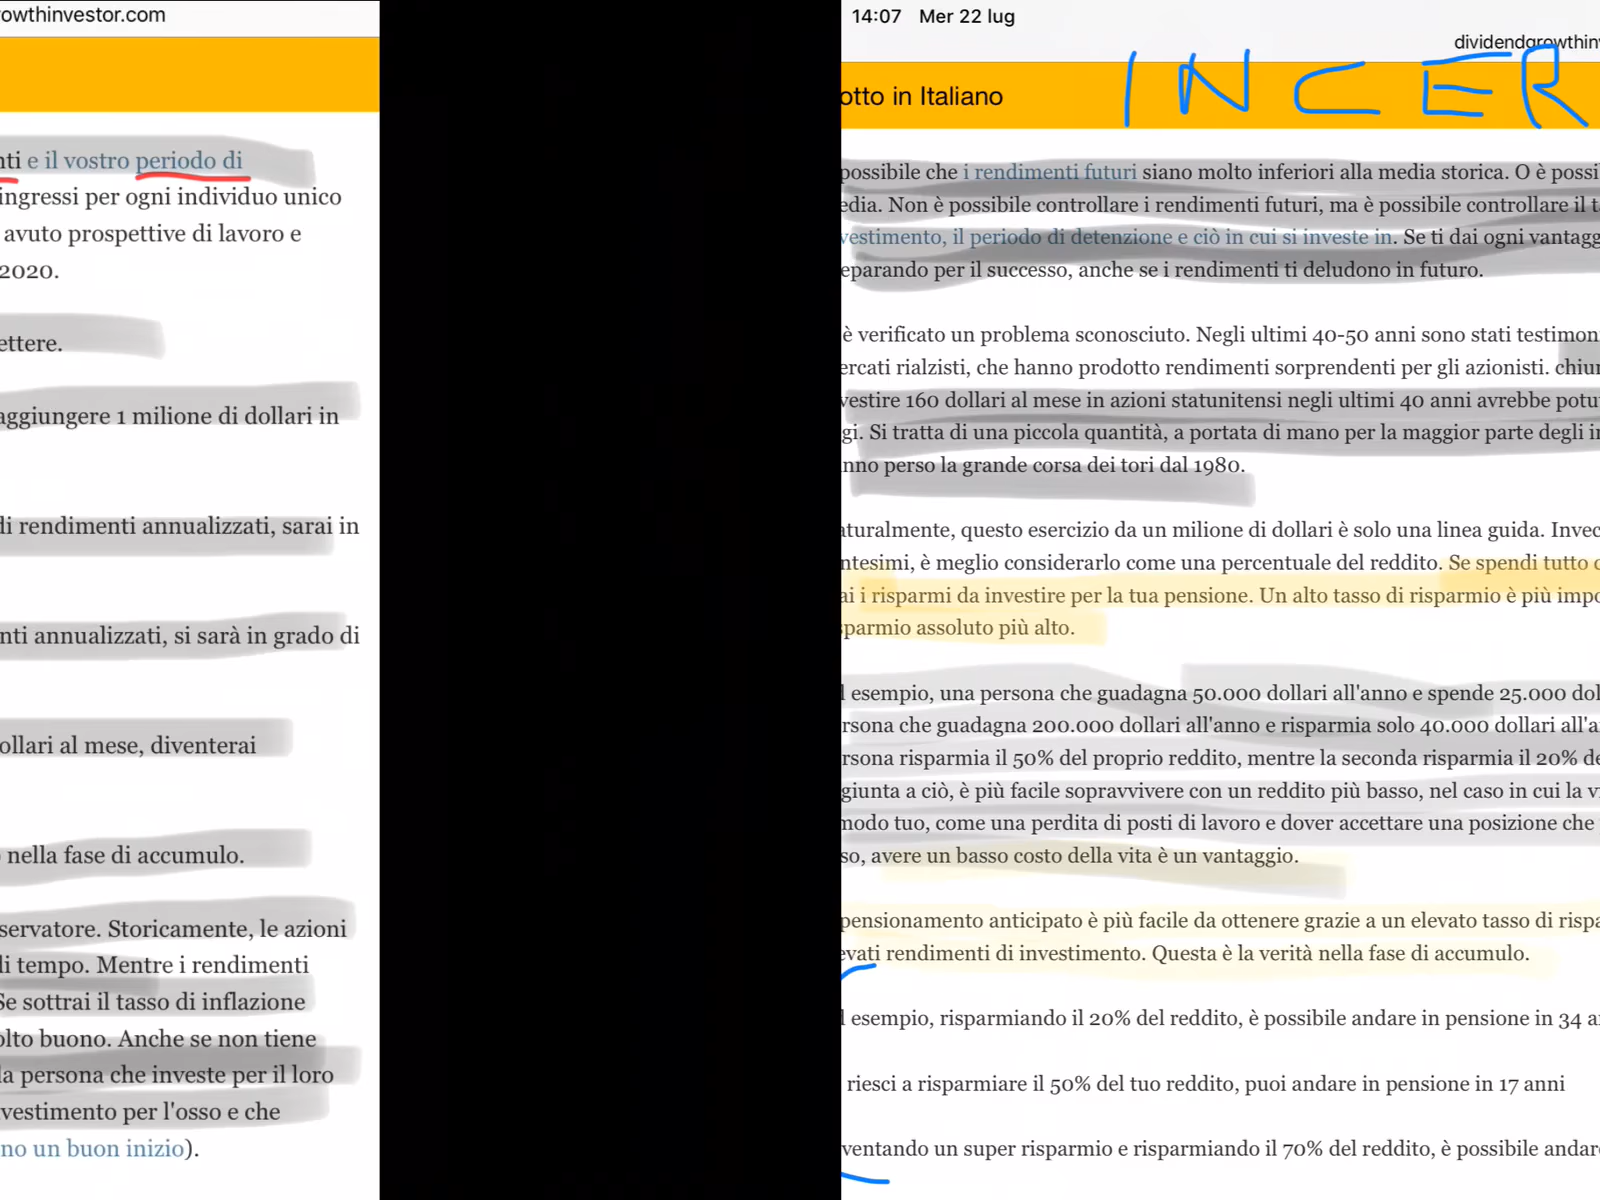 owthinvestor.com
nti e il vostro periodo di
ingressi per ogni individuo unico
avuto prospettive di lavoro e
2020.
ettere.
aggiungere 1 milione di dollari in
di rendimenti annualizzati, sarai in
nti annualizzati, si sarà in grado di
ollari al mese, diventerai
nella fase di accumulo.
servatore. Storicamente, le azioni
di tempo. Mentre i rendimenti
Se sottrai il tasso di inflazione
olto buono. Anche se non tiene
la persona che investe per il loro
vestimento per l'osso e che
no un buon inizio).
14:07 Mer 22 lug
dividendgrowthinv
otto in Italiano
INCER
possibile che i rendimenti futuri siano molto inferiori alla media storica. O è possi
edia. Non è possibile controllare i rendimenti futuri, ma è possibile controllare il t
vestimento, il periodo di detenzione e ciò in cui si investe in. Se ti dai ogni vantagg
eparando per il successo, anche se i rendimenti ti deludono in futuro.
è verificato un problema sconosciuto. Negli ultimi 40-50 anni sono stati testimon
ercati rialzisti, che hanno prodotto rendimenti sorprendenti per gli azionisti. chiun
vestire 160 dollari al mese in azioni statunitensi negli ultimi 40 anni avrebbe potu
gi. Si tratta di una piccola quantità, a portata di mano per la maggior parte degli in
nno perso la grande corsa dei tori dal 1980.
aturalmente, questo esercizio da un milione di dollari è solo una linea guida. Invec
ntesimi, è meglio considerarlo come una percentuale del reddito. Se spendi tutto c
ai i risparmi da investire per la tua pensione. Un alto tasso di risparmio è più impo
sparmio assoluto più alto.
d esempio, una persona che guadagna 50.000 dollari all'anno e spende 25.000 dol
rsona che guadagna 200.000 dollari all'anno e risparmia solo 40.000 dollari all'a
rsona risparmia il 50% del proprio reddito, mentre la seconda risparmia il 20% de
giunta a ciò, è più facile sopravvivere con un reddito più basso, nel caso in cui la v
modo tuo, come una perdita di posti di lavoro e dover accettare una posizione che
so, avere un basso costo della vita è un vantaggio.
pensionamento anticipato è più facile da ottenere grazie a un elevato tasso di rispa
evati rendimenti di investimento. Questa è la verità nella fase di accumulo.
d esempio, risparmiando il 20% del reddito, è possibile andare in pensione in 34 a
riesci a risparmiare il 50% del tuo reddito, puoi andare in pensione in 17 anni
ventando un super risparmio e risparmiando il 70% del reddito, è possibile andar